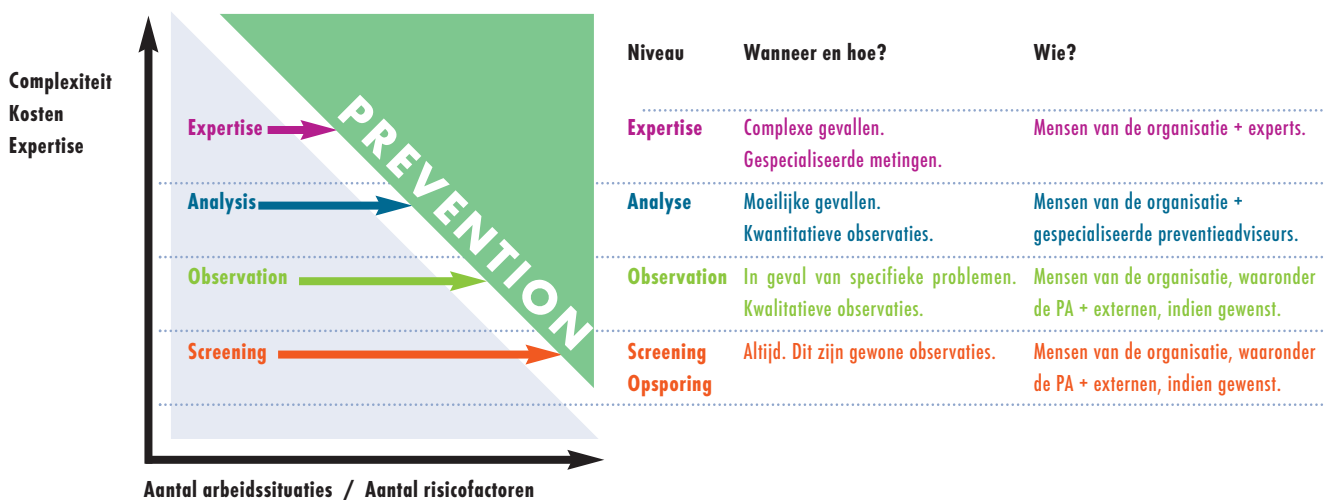 Complexiteit
Kosten
Expertise
Expertise
Analysis
Observation
Screening
PREVENTION
Aantal arbeidssituaties / Aantal risicofactoren
Niveau Wanneer en hoe? Wie?
Expertise Complexe gevallen. Mensen van de organisatie + experts.
Gespecialiseerde metingen.
Analyse Moeilijke gevallen. Mensen van de organisatie +
Kwantitatieve observaties. gespecialiseerde preventieadviseurs.
Observation In geval van specifieke problemen. Mensen van de organisatie, waaronder
Kwalitatieve observaties. de PA + externen, indien gewenst.
Screening Altijd. Dit zijn gewone observaties. Mensen van de organisatie, waaronder
Opsporing de PA + externen, indien gewenst.